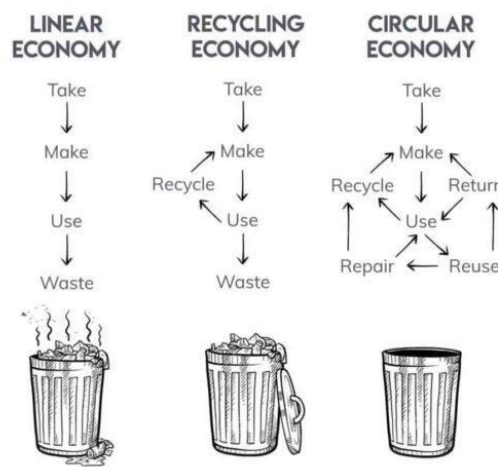 LINEAR
ECONOMY
Take
Make
Use
Waste
RECYCLING
ECONOMY
Take
Make
Recycle
Use
Waste
CIRCULAR
ECONOMY
Take
Make
Recycle
Return
Use
Repair
Reuse